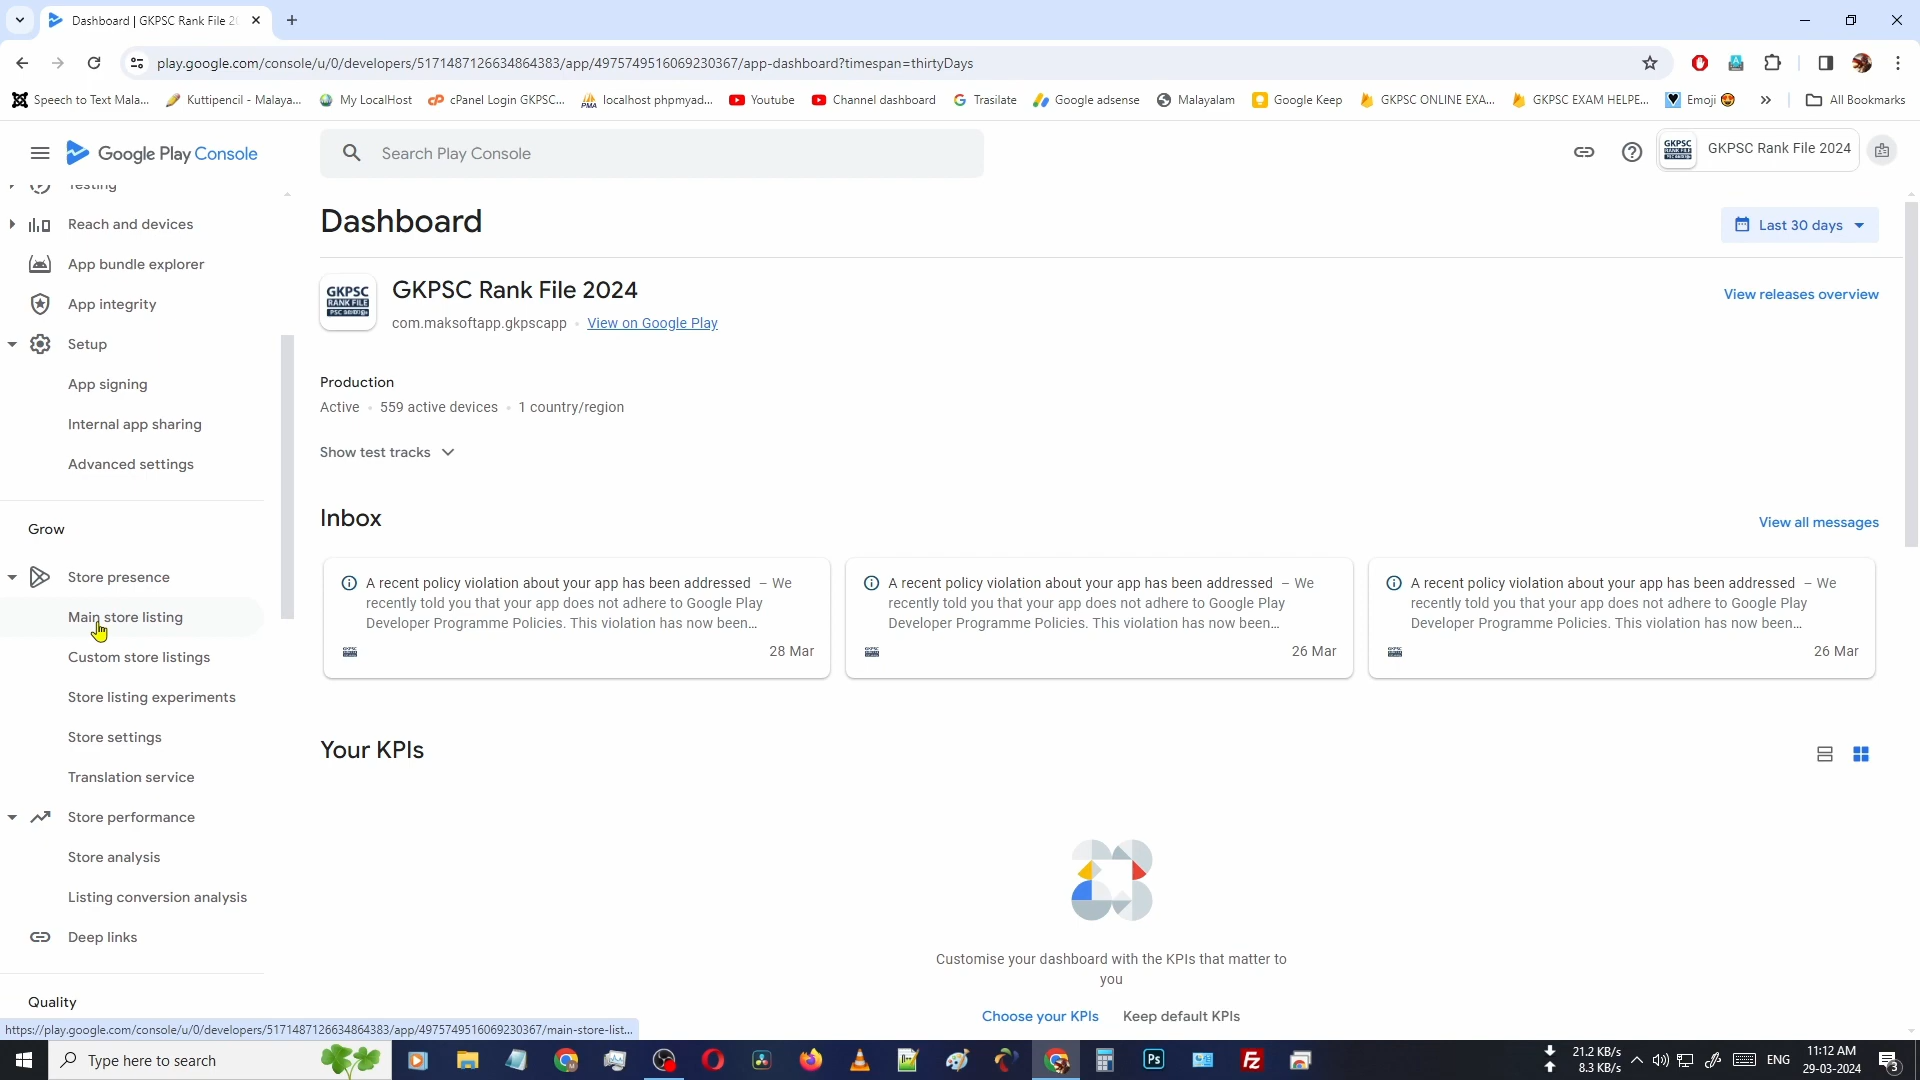 Dashboard | GKPSC Rank File 2
play.google.com/console/u/0/developers/5171487126634864383/app/4975749516069230367/app-dashboard?timespan=thirtyDays
Speech to Text Mala...
Kuttipencil - Malaya...
My LocalHost
cPanel Login GKPSC...
localhost phpmyad...
Youtube
Channel dashboard
Traslate
Google adsense
Malayalam
Google Keep
GKPSC ONLINE EXA...
GKPSC EXAM HELPE...
Emoji 😍
All Bookmarks
Google Play Console
Search Play Console
GKPSC Rank File 2024
Testing
Reach and devices
App bundle explorer
App integrity
Setup
App signing
Internal app sharing
Advanced settings
Grow
Store presence
Main store listing
Custom store listings
Store listing experiments
Store settings
Translation service
Store performance
Store analysis
Listing conversion analysis
Deep links
Quality
Dashboard
Last 30 days
GKPSC
RANK FILE
GKPSC Rank File 2024
com.maksoftapp.gkpscapp • View on Google Play
View releases overview
Production
Active • 559 active devices • 1 country/region
Show test tracks
Inbox
View all messages
A recent policy violation about your app has been addressed – We
recently told you that your app does not adhere to Google Play
Developer Programme Policies. This violation has now been...
28 Mar
A recent policy violation about your app has been addressed – We
recently told you that your app does not adhere to Google Play
Developer Programme Policies. This violation has now been...
26 Mar
A recent policy violation about your app has been addressed – We
recently told you that your app does not adhere to Google Play
Developer Programme Policies. This violation has now been...
26 Mar
Your KPIs
Customise your dashboard with the KPIs that matter to
you
Choose your KPIs
Keep default KPIs
https://play.google.com/console/u/0/developers/5171487126634864383/app/4975749516069230367/main-store-list...
Type here to search
Ps
21.2 KB/s
8.3 KB/s
ENG
11:12 AM
29-03-2024
3